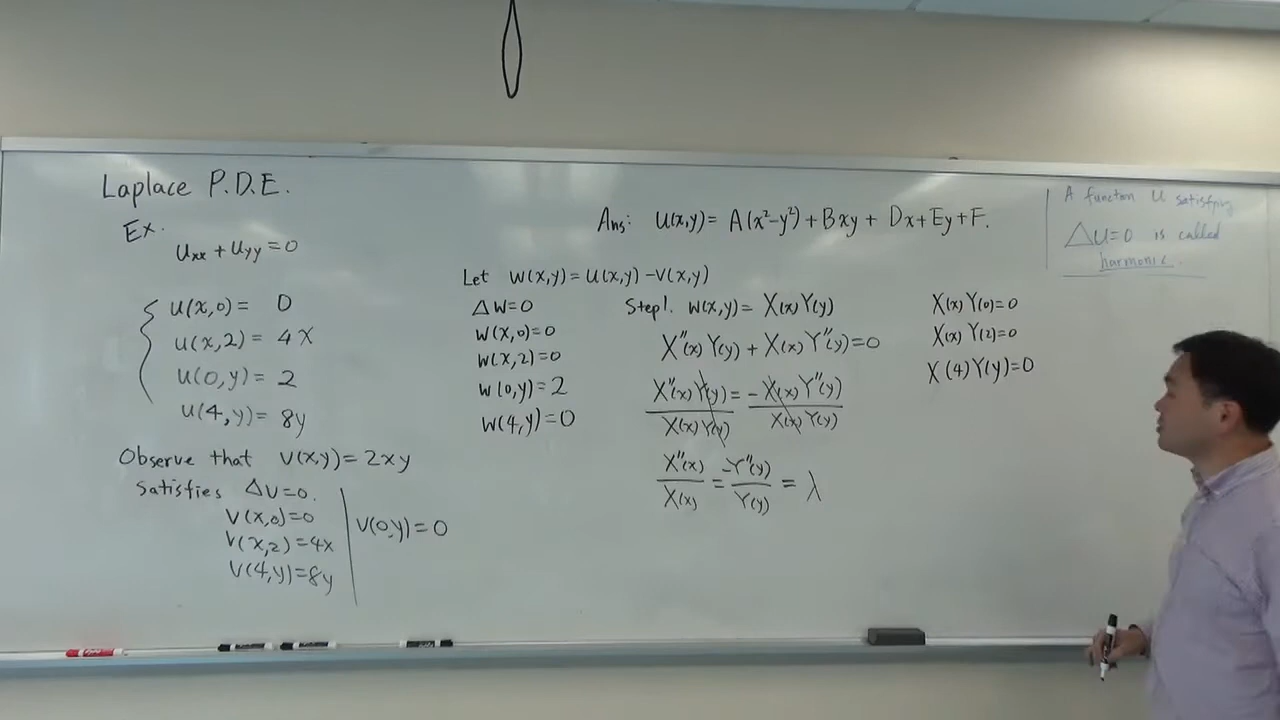 Laplace P.D.E.
Ex.
Uxx + Uyy = 0
U(x,0) = 0
U(x,2) = 4x
U(0,y) = 2
U(4,y) = 8y
Observe that V(x,y) = 2xy
satisfies ΔV=0.
V(x,0)=0
V(x,2)=4x
V(4,y)=8y
V(0,y)=0
Ans: U(x,y) = A(x²-y²) + Bxy + Dx + Ey + F.
Let W(x,y) = U(x,y) - V(x,y)
ΔW=0
W(x,0)=0
W(x,2)=0
W(0,y)=2
W(4,y)=0
Step1. W(x,y) = X(x)Y(y)
X''(x)Y(y) + X(x)Y''(y)=0
X''(x)Y(y)/X(x)Y(y) = -X(x)Y''(y)/X(x)Y(y)
X''(x)/X(x) = -Y''(y)/Y(y) = λ
X(x)Y(0)=0
X(x)Y(2)=0
X(4)Y(y)=0
A function U satisfying
ΔU=0 is called
harmonic.